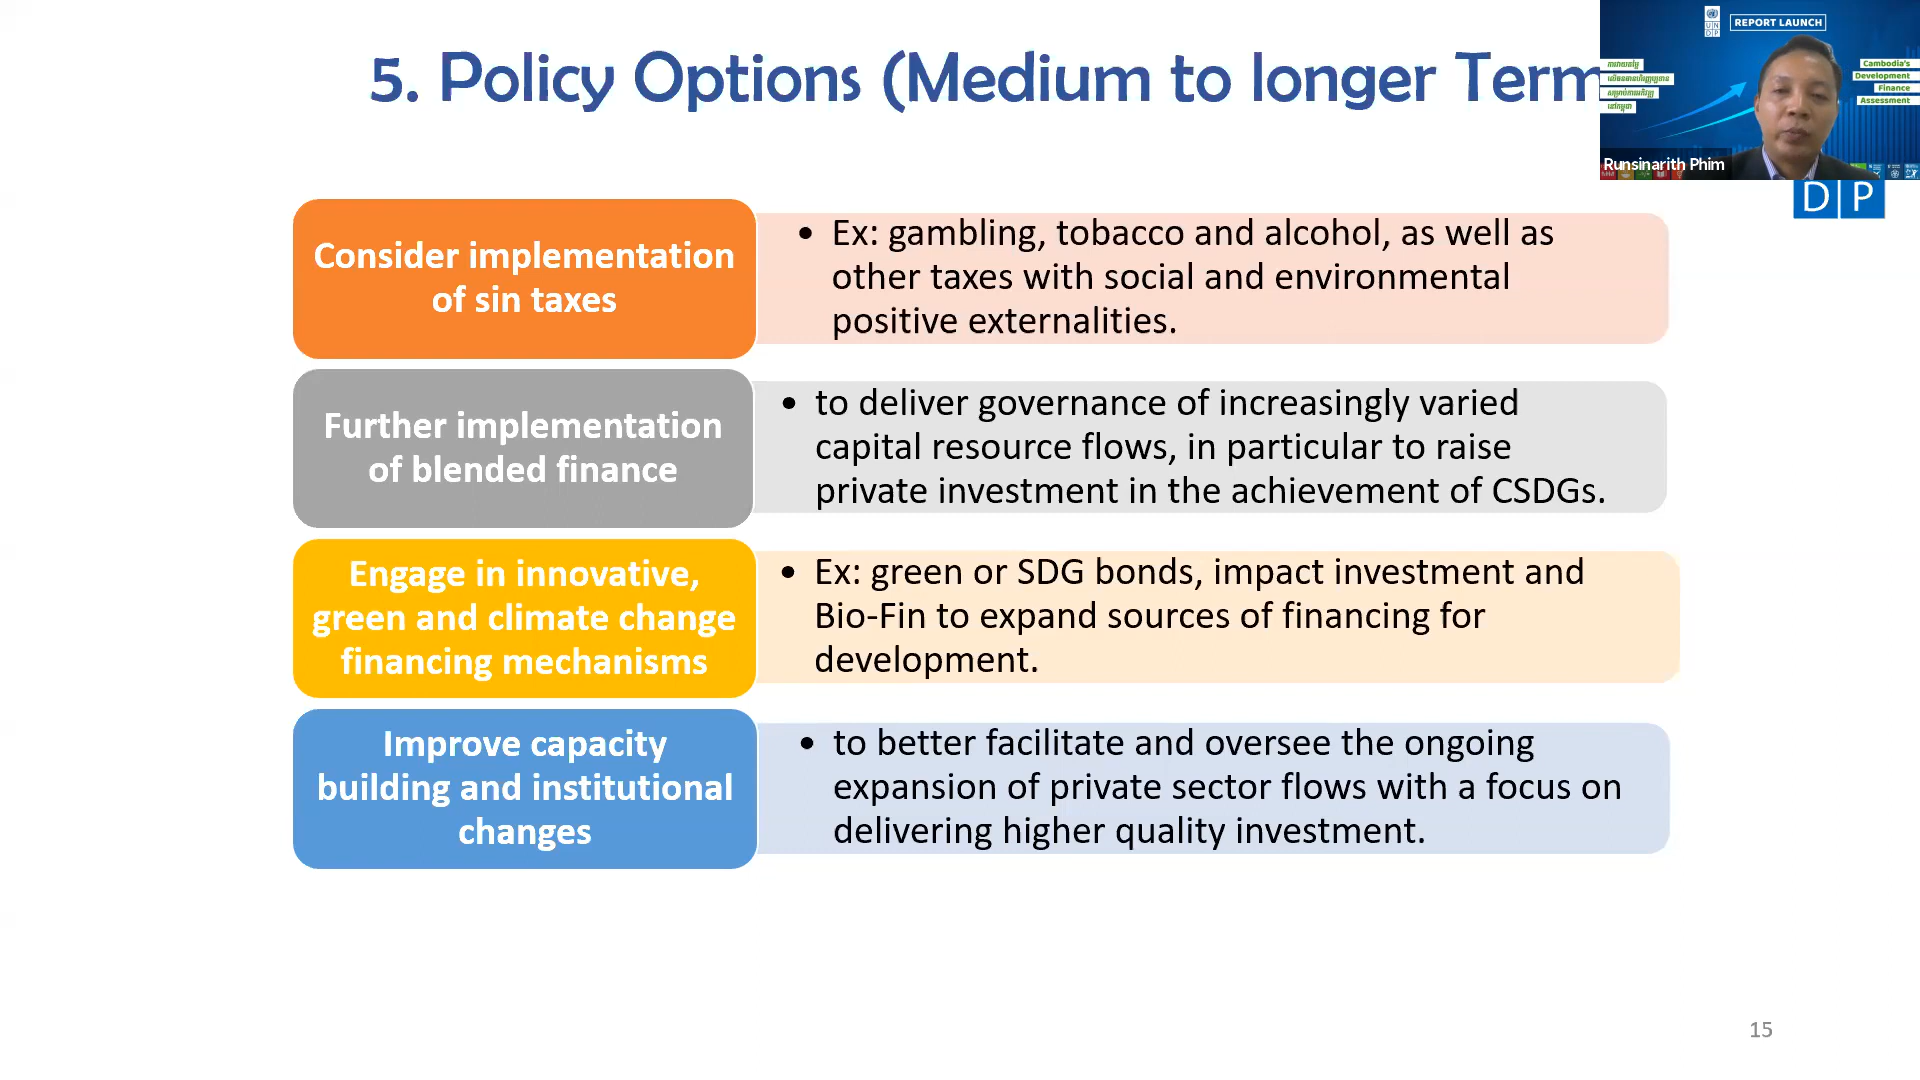 5. Policy Options (Medium to longer Term
REPORT LAUNCH
UN
DP
Cambodia's
Development
Finance
Assessment
Runsinarith Phim
D P
Consider implementation
of sin taxes
• Ex: gambling, tobacco and alcohol, as well as
other taxes with social and environmental
positive externalities.
Further implementation
of blended finance
• to deliver governance of increasingly varied
capital resource flows, in particular to raise
private investment in the achievement of CSDGs.
Engage in innovative,
green and climate change
financing mechanisms
• Ex: green or SDG bonds, impact investment and
Bio-Fin to expand sources of financing for
development.
Improve capacity
building and institutional
changes
• to better facilitate and oversee the ongoing
expansion of private sector flows with a focus on
delivering higher quality investment.
15